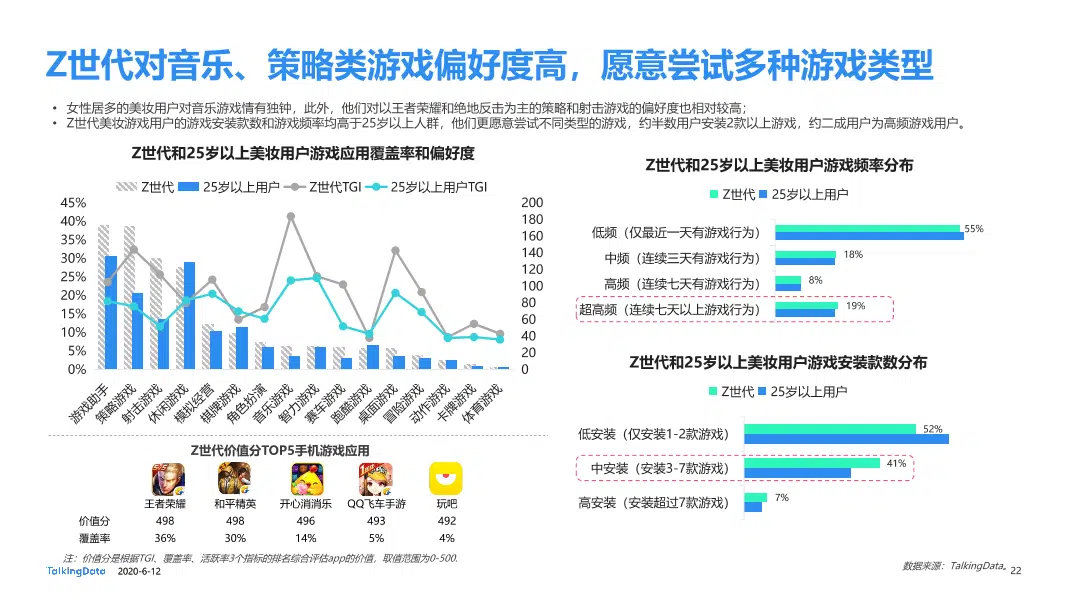 Z世代对音乐、策略类游戏偏好度高，愿意尝试多种游戏类型
• 女性居多的美妆用户对音乐游戏情有独钟，此外，他们对以王者荣耀和绝地反击为主的策略和射击游戏的偏好度也相对较高；
• Z世代美妆游戏用户的游戏安装款数和游戏频率均高于25岁以上人群，他们更愿意尝试不同类型的游戏，约半数用户安装2款以上游戏，约二成用户为高频游戏用户。
Z世代和25岁以上美妆用户游戏应用覆盖率和偏好度
Z世代 25岁以上用户 Z世代TGI 25岁以上用户TGI
45% 200
40% 180
35% 160
30% 140
25% 120
20% 100
15% 80
10% 60
5% 40
0% 20
0
游戏助手 策略游戏 射击游戏 休闲游戏 模拟经营 棋牌游戏 角色扮演 音乐游戏 智力游戏 赛车游戏 跑酷游戏 桌面游戏 冒险游戏 动作游戏 卡牌游戏 体育游戏
Z世代价值分TOP5手机游戏应用
王者荣耀 和平精英 开心消消乐 QQ飞车手游 玩吧
价值分 498 498 496 493 492
覆盖率 36% 30% 14% 5% 4%
注：价值分是根据TGI、覆盖率、活跃率3个指标的排名综合评估app的价值，取值范围为0-500.
TalkingData 2020-6-12
Z世代和25岁以上美妆用户游戏频率分布
Z世代 25岁以上用户
低频（仅最近一天有游戏行为） 55%
中频（连续三天有游戏行为） 18%
高频（连续七天有游戏行为） 8%
超高频（连续七天以上游戏行为） 19%
Z世代和25岁以上美妆用户游戏安装款数分布
Z世代 25岁以上用户
低安装（仅安装1-2款游戏） 52%
中安装（安装3-7款游戏） 41%
高安装（安装超过7款游戏） 7%
数据来源：TalkingData。 22